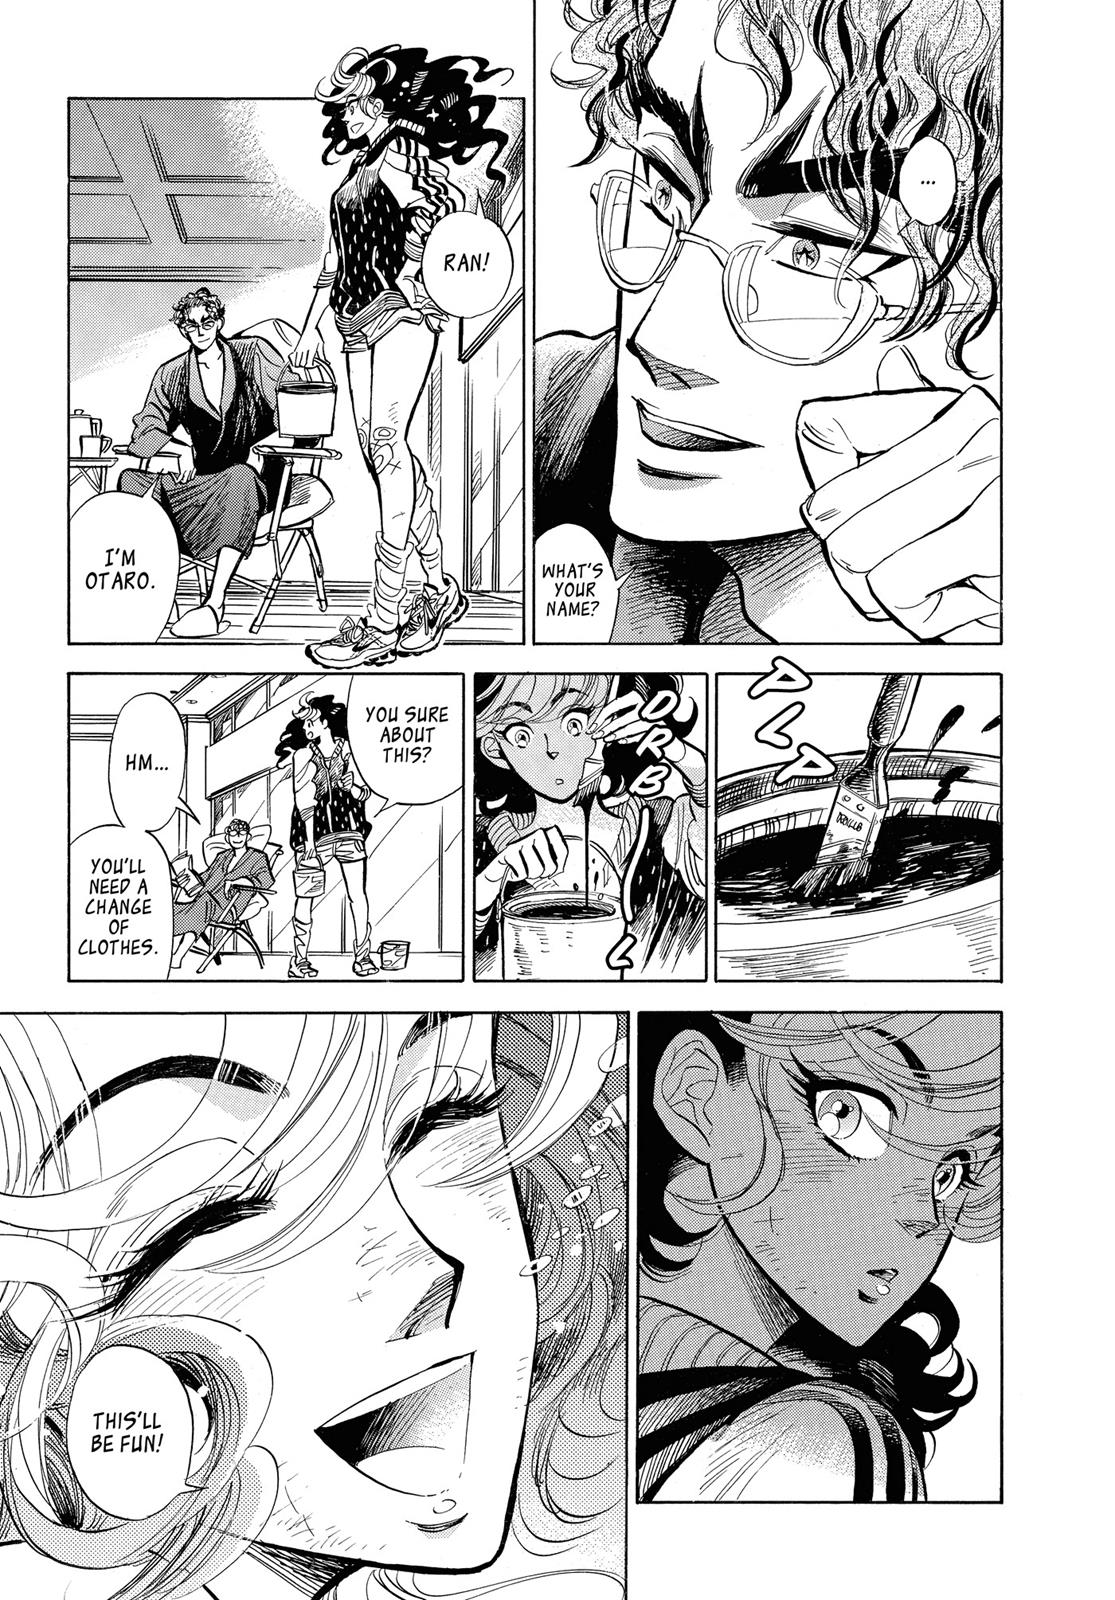 ...
WHAT'S
YOUR
NAME?
RAN!
I'M
OTARO.
PLP
DRBL
YOU SURE
ABOUT
THIS?
HM...
YOU'LL
NEED A
CHANGE
OF
CLOTHES.
THIS'LL
BE FUN!